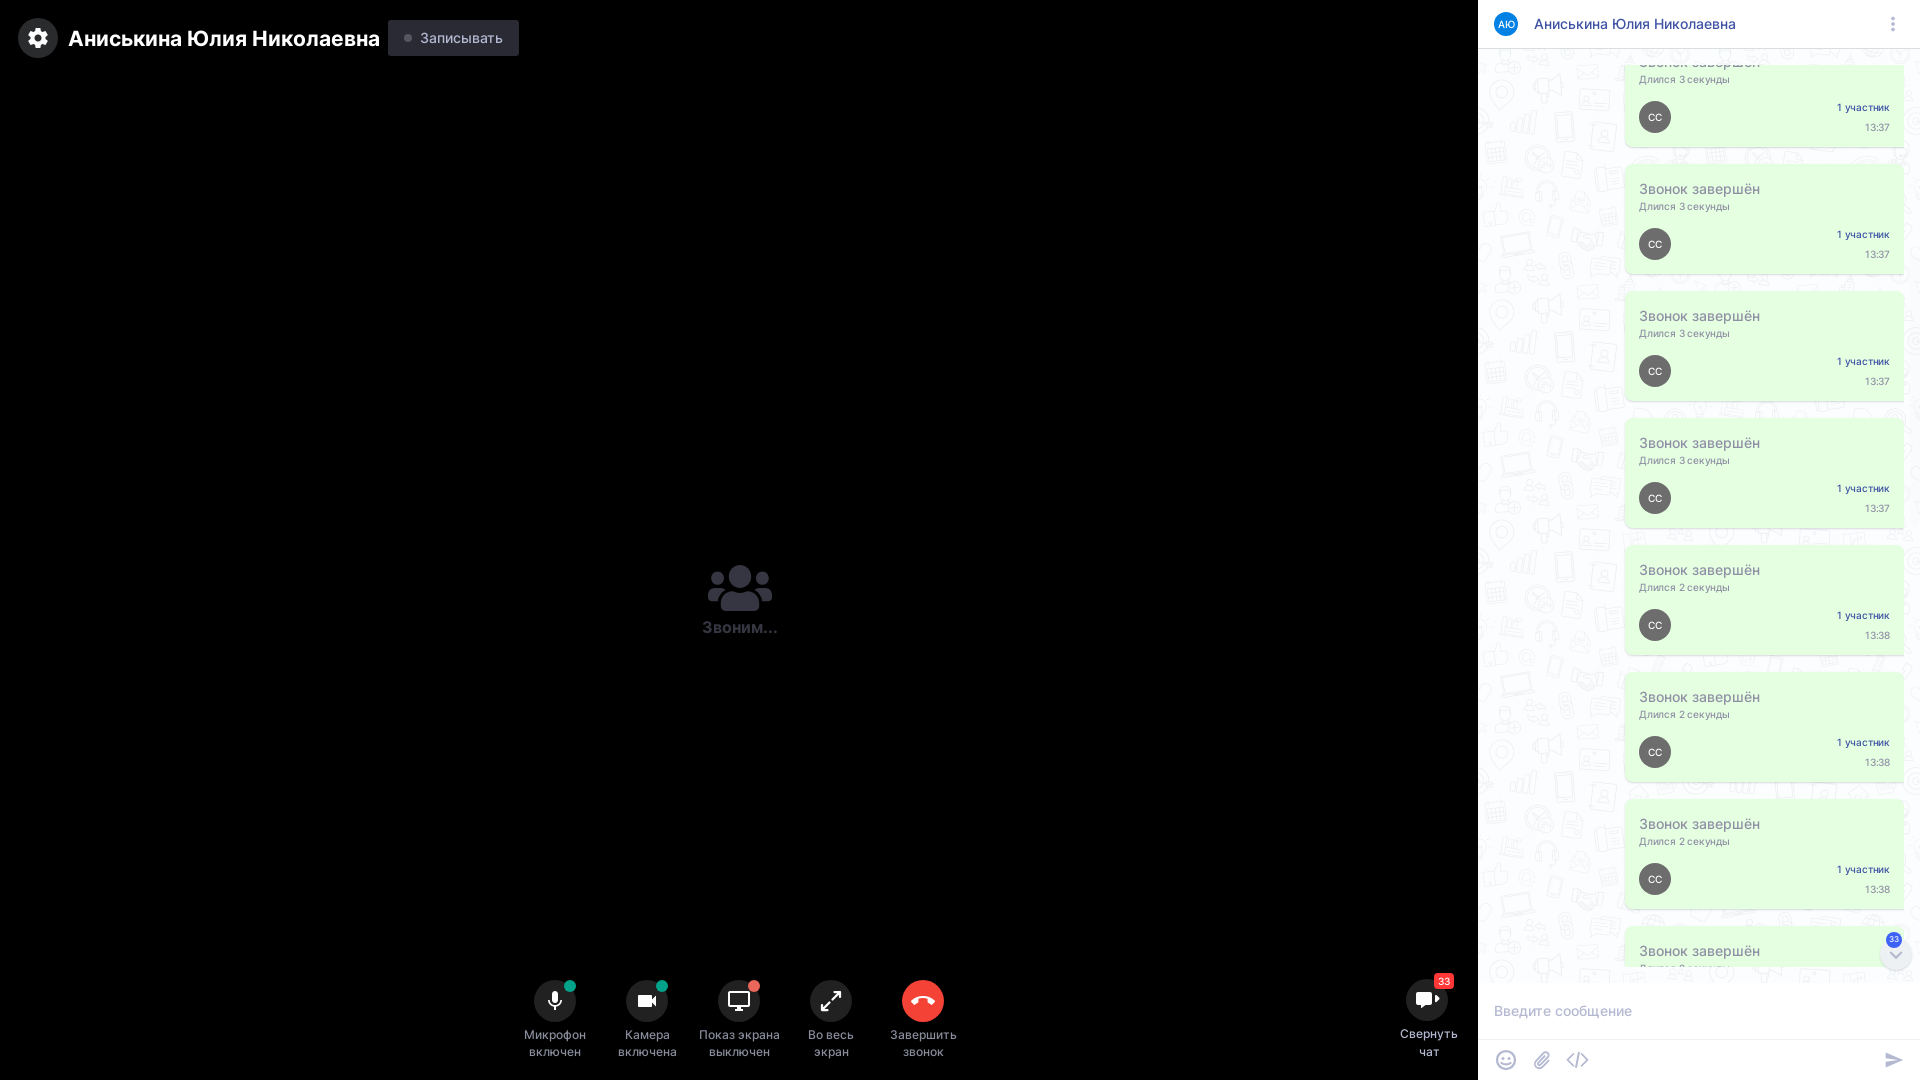 Аниськина Юлия Николаевна
Записывать
Звоним...
Микрофон
включен
Камера
включена
Показ экрана
выключен
Во весь
экран
Завершить
звонок
33
Свернуть
чат
АЮ
Аниськина Юлия Николаевна
Звонок завершён
Длился 3 секунды
СС
1 участник
13:37
Звонок завершён
Длился 3 секунды
СС
1 участник
13:37
Звонок завершён
Длился 3 секунды
СС
1 участник
13:37
Звонок завершён
Длился 3 секунды
СС
1 участник
13:37
Звонок завершён
Длился 2 секунды
СС
1 участник
13:38
Звонок завершён
Длился 2 секунды
СС
1 участник
13:38
Звонок завершён
Длился 2 секунды
СС
1 участник
13:38
Звонок завершён
33
Введите сообщение